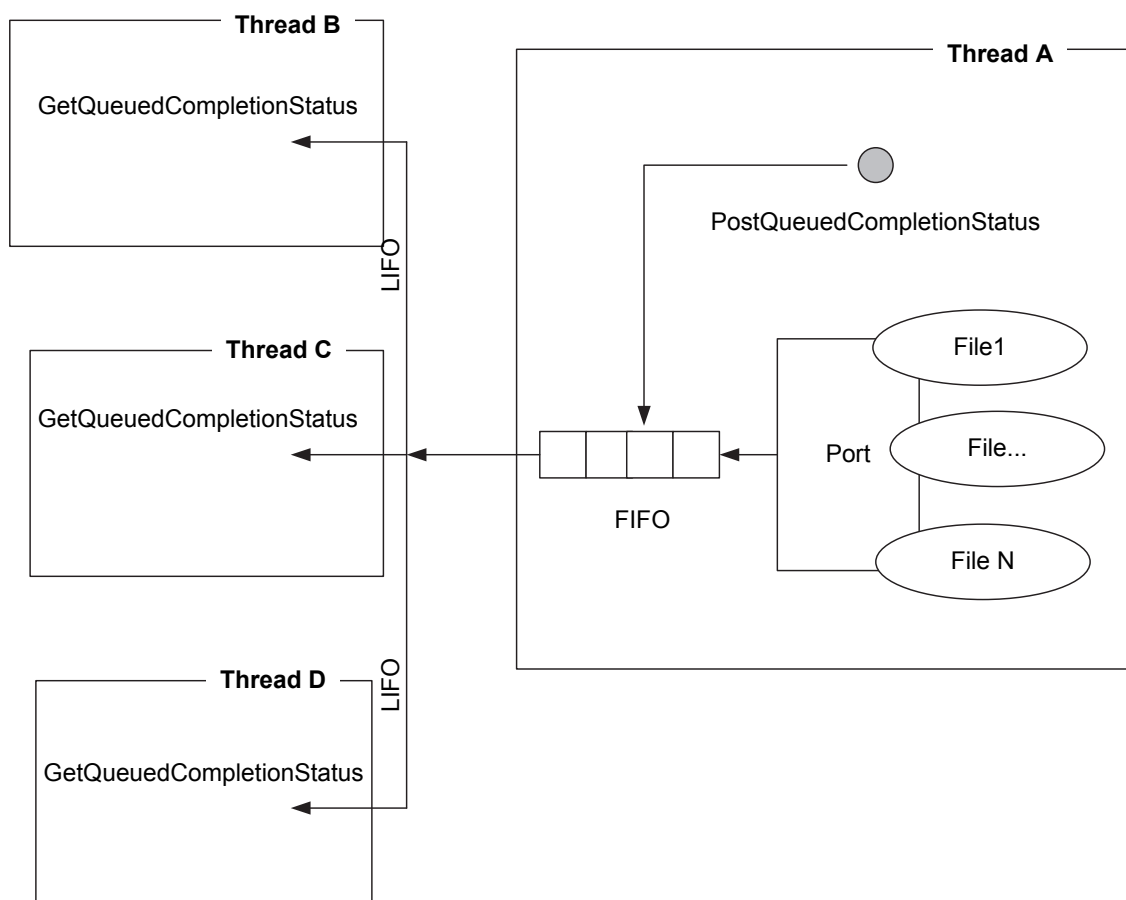 Thread B
GetQueuedCompletionStatus
LIFO
Thread C
GetQueuedCompletionStatus
LIFO
Thread D
GetQueuedCompletionStatus
Thread A
PostQueuedCompletionStatus
File1
Port
File...
FIFO
File N